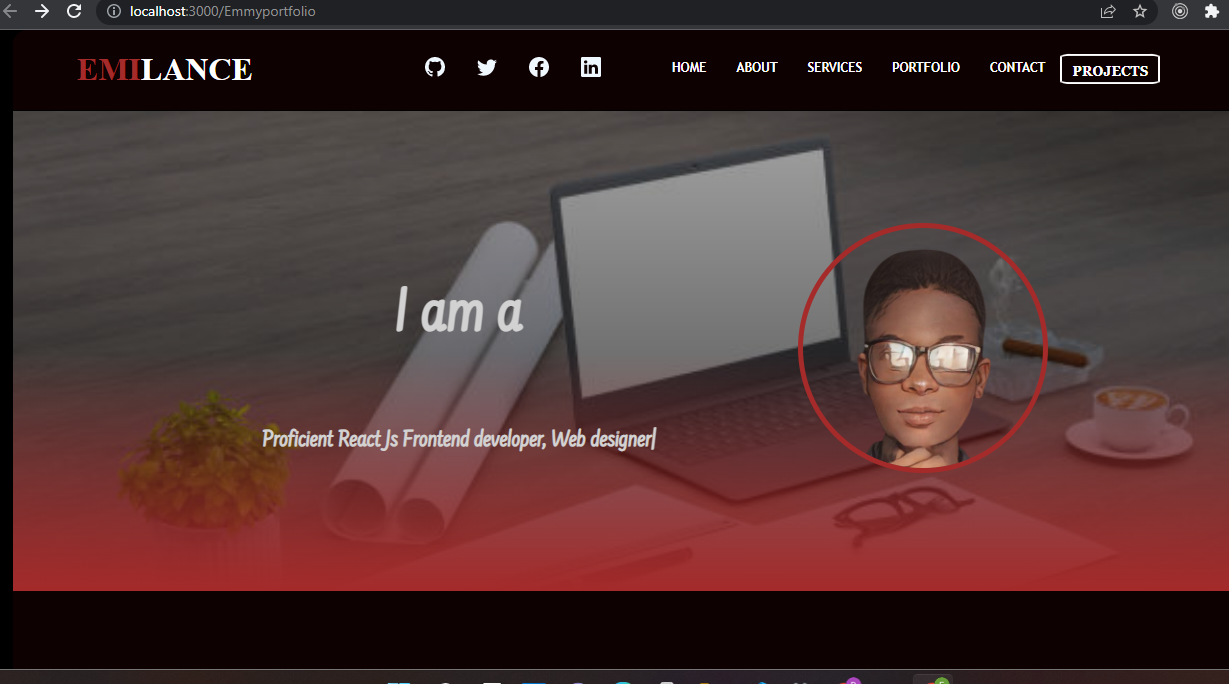 localhost:3000/Emmyportfolio
EMILANCE
HOME ABOUT SERVICES PORTFOLIO CONTACT PROJECTS
I am a
Proficient React Js Frontend developer, Web designer|